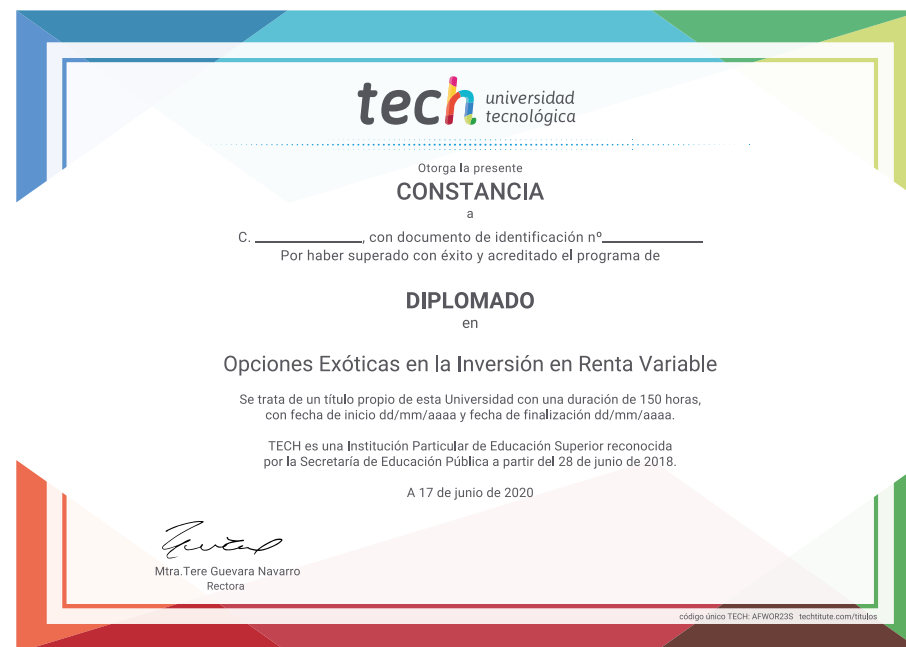 tech universidad
tecnológica
Otorga la presente
CONSTANCIA
a
C. ____________, con documento de identificación nº____________
Por haber superado con éxito y acreditado el programa de
DIPLOMADO
en
Opciones Exóticas en la Inversión en Renta Variable
Se trata de un título propio de esta Universidad con una duración de 150 horas,
con fecha de inicio dd/mm/aaaa y fecha de finalización dd/mm/aaaa.
TECH es una Institución Particular de Educación Superior reconocida
por la Secretaría de Educación Pública a partir del 28 de junio de 2018.
A 17 de junio de 2020
Mtra.Tere Guevara Navarro
Rectora
código único TECH: AFWOR23S techtitute.com/titulos